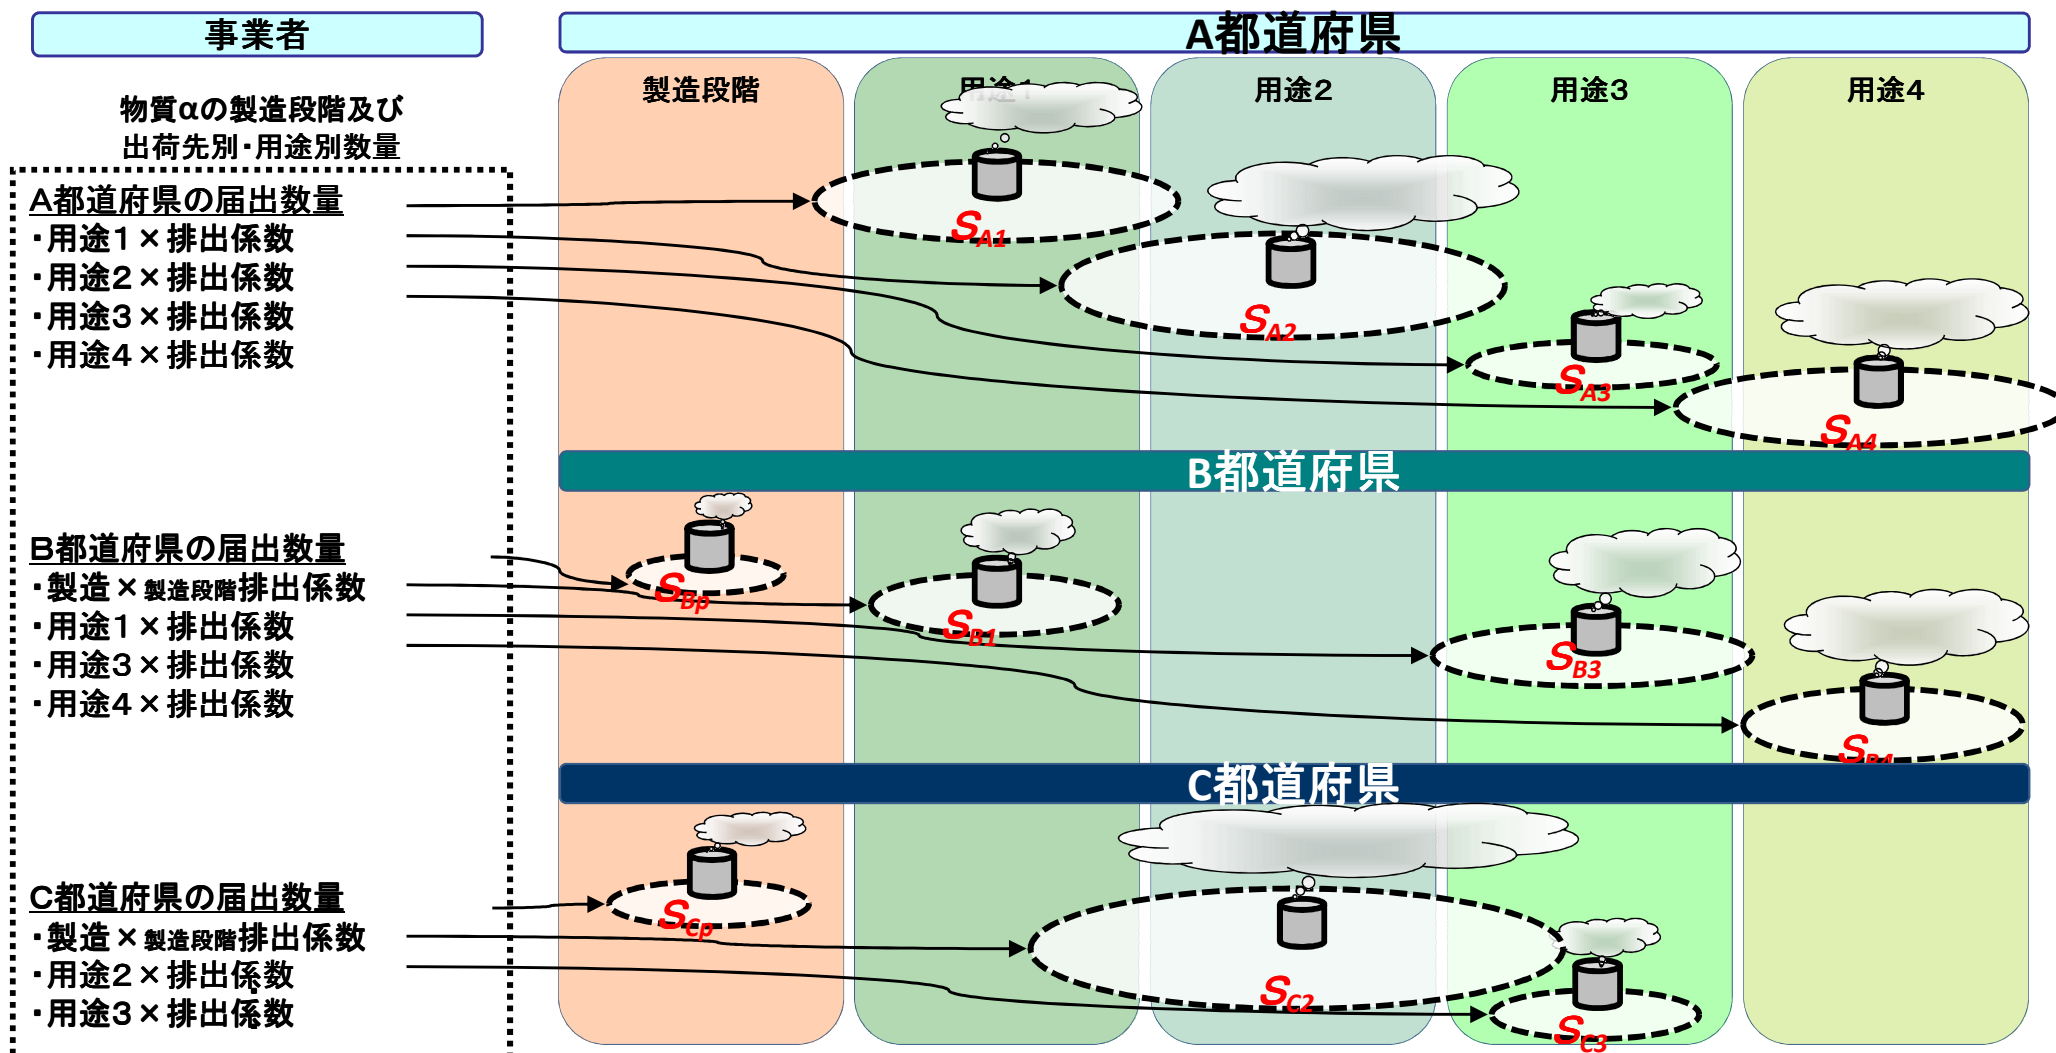 事業者
物質αの製造段階及び
出荷先別・用途別数量
A都道府県の届出数量
・用途1×排出係数
・用途2×排出係数
・用途3×排出係数
・用途4×排出係数
B都道府県の届出数量
・製造×製造段階排出係数
・用途1×排出係数
・用途3×排出係数
・用途4×排出係数
C都道府県の届出数量
・製造×製造段階排出係数
・用途2×排出係数
・用途3×排出係数
A都道府県
製造段階
用途1
用途2
用途3
用途4
SA1
SA2
SA3
SA4
B都道府県
SBp
SB1
SB3
SB4
C都道府県
SCp
SC2
SC3